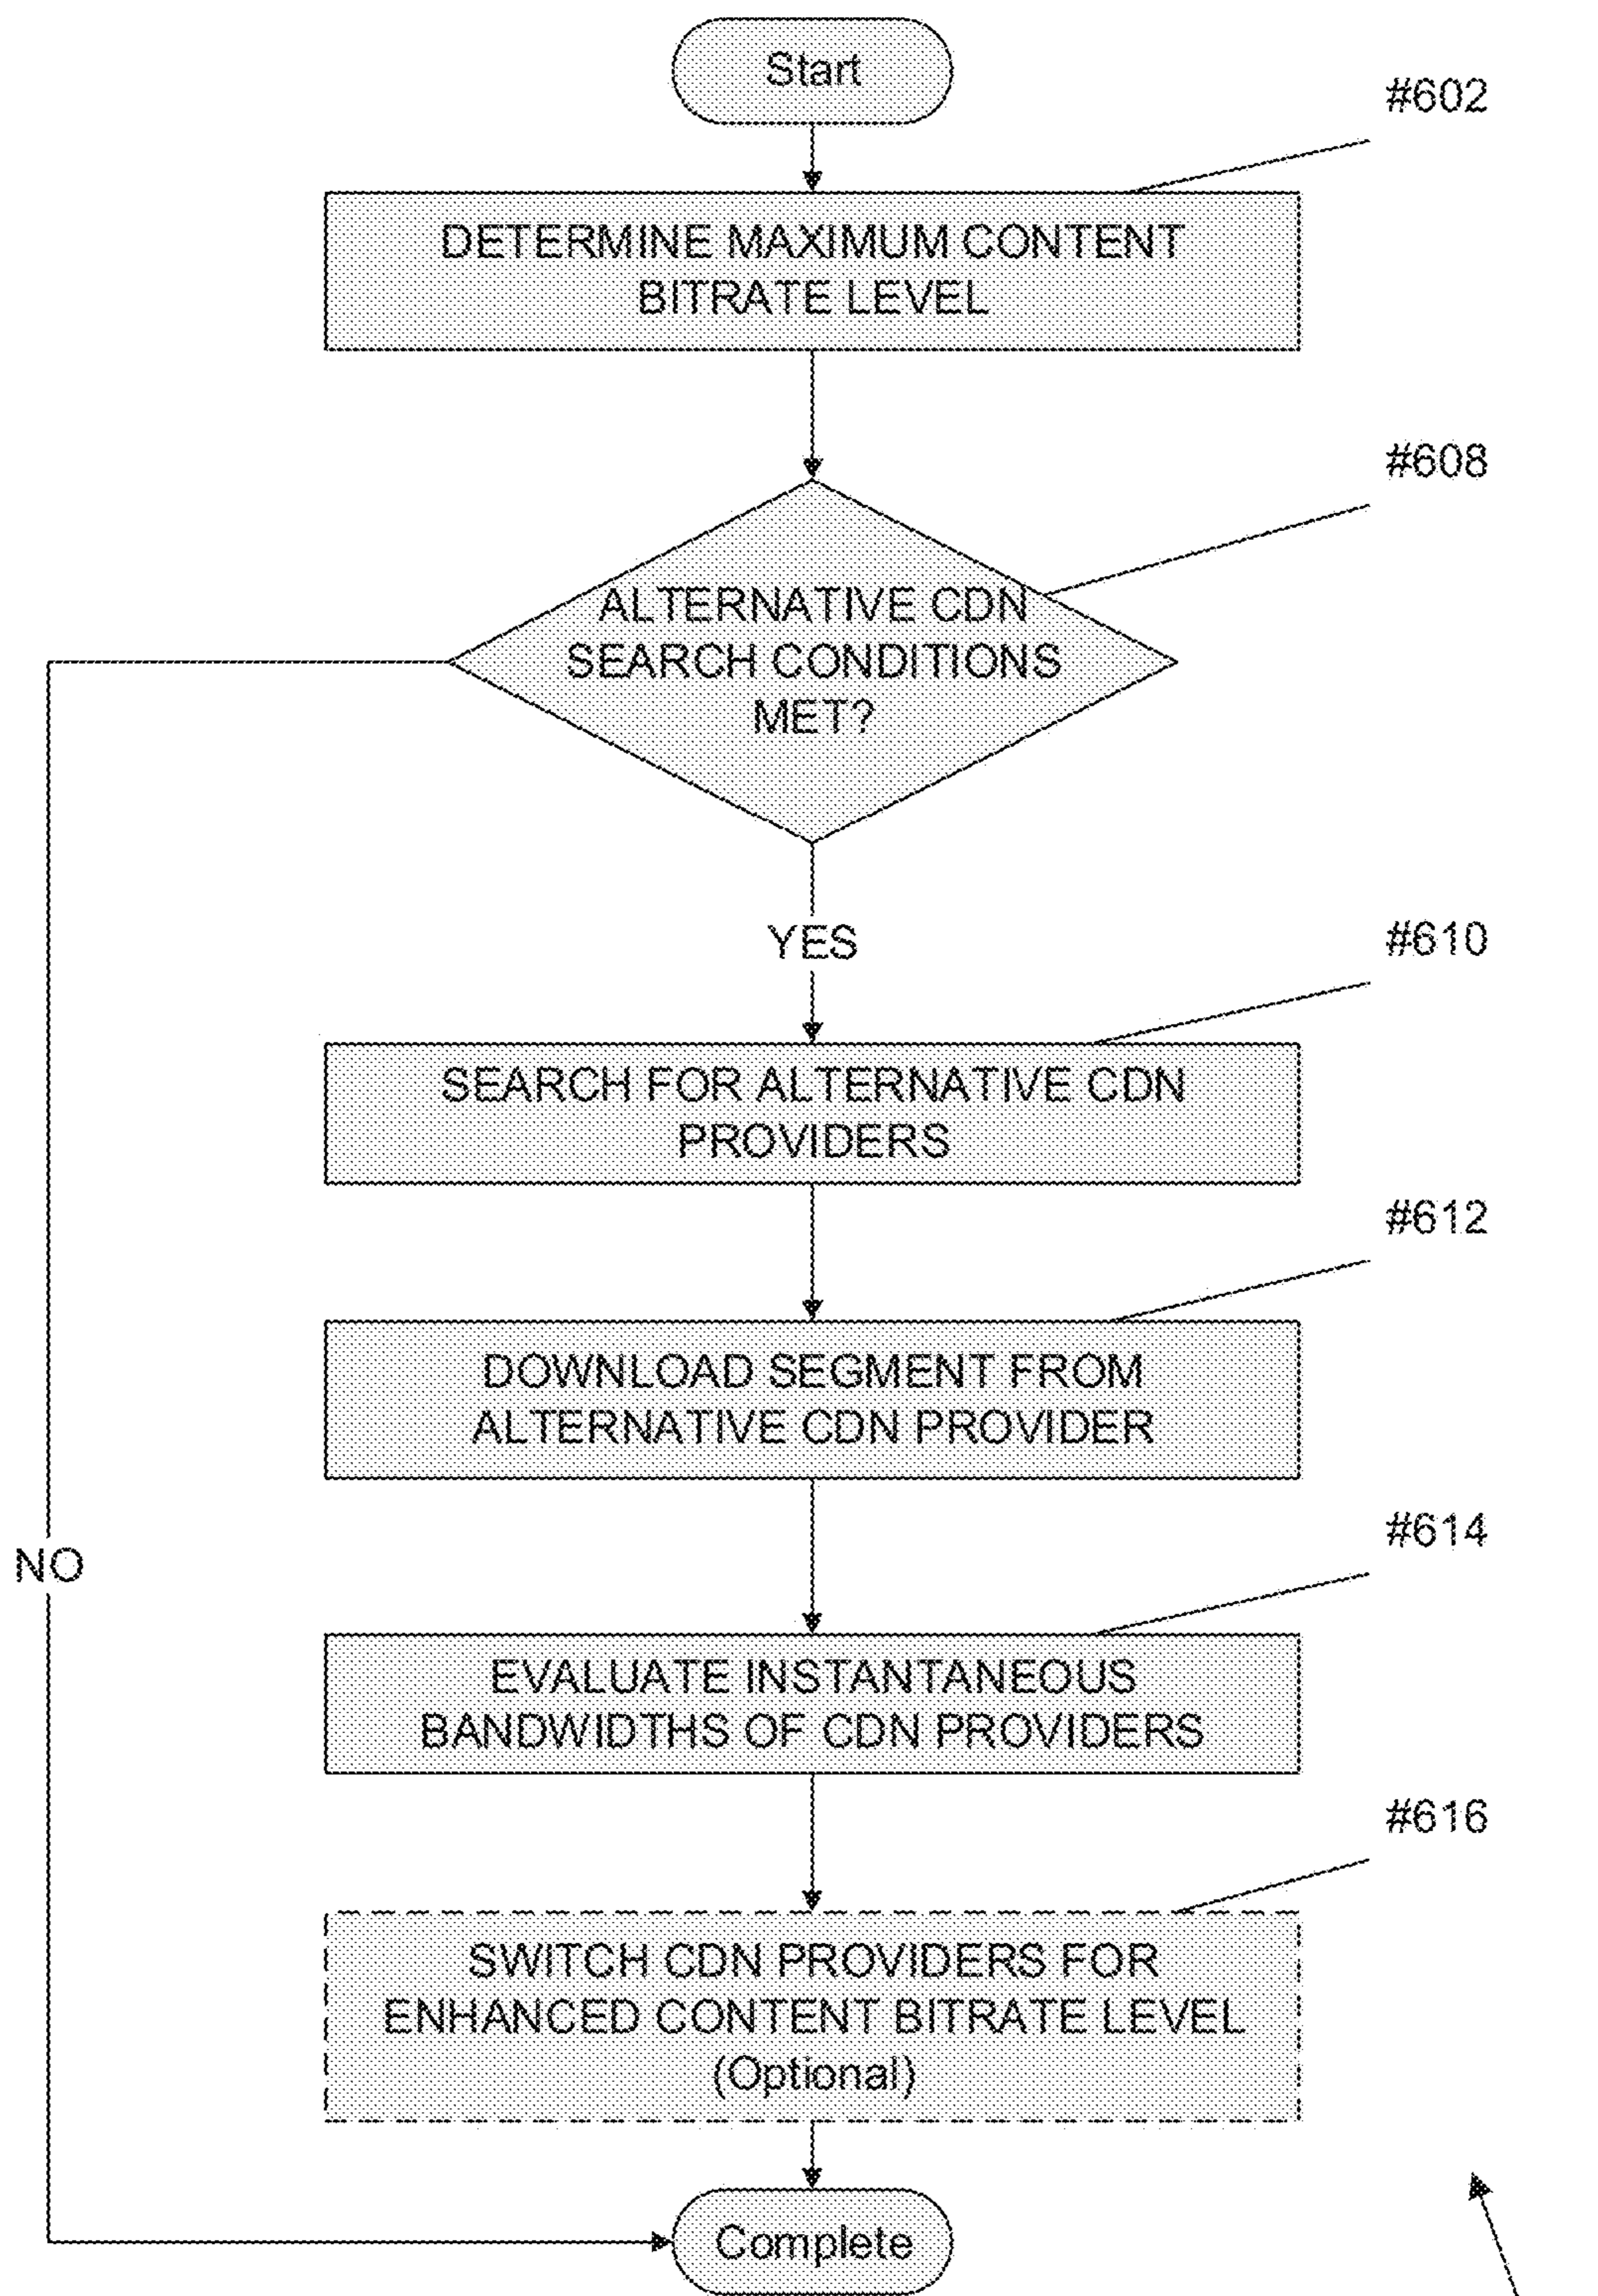 Start
#602
DETERMINE MAXIMUM CONTENT
BITRATE LEVEL
#608
ALTERNATIVE CDN
SEARCH CONDITIONS
MET?
YES
#610
SEARCH FOR ALTERNATIVE CDN
PROVIDERS
#612
DOWNLOAD SEGMENT FROM
ALTERNATIVE CDN PROVIDER
#614
NO
EVALUATE INSTANTANEOUS
BANDWIDTHS OF CDN PROVIDERS
#616
SWITCH CDN PROVIDERS FOR
ENHANCED CONTENT BITRATE LEVEL
(Optional)
Complete